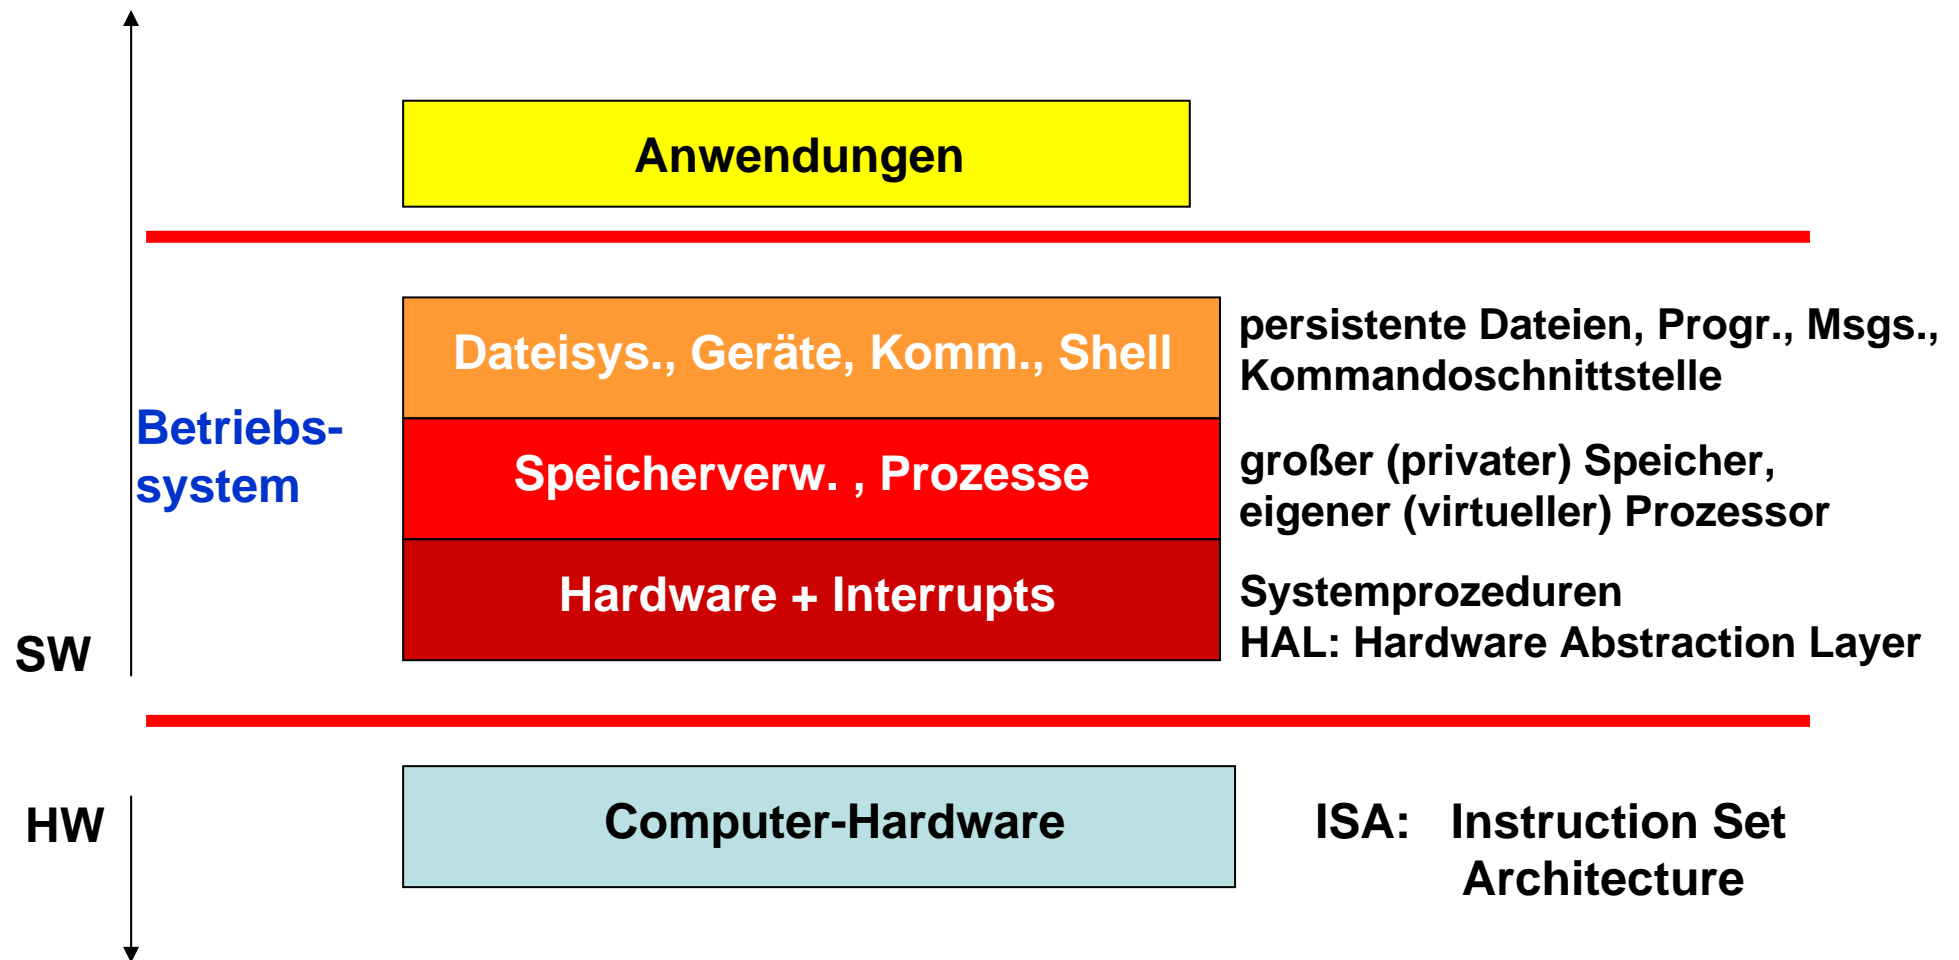 Anwendungen
Dateisys., Geräte, Komm., Shell
persistente Dateien, Progr., Msgs.,
Kommandoschnittstelle
Betriebs-
system
Speicherverw. , Prozesse
großer (privater) Speicher,
eigener (virtueller) Prozessor
Hardware + Interrupts
Systemprozeduren
HAL: Hardware Abstraction Layer
SW
HW
Computer-Hardware
ISA: Instruction Set
Architecture